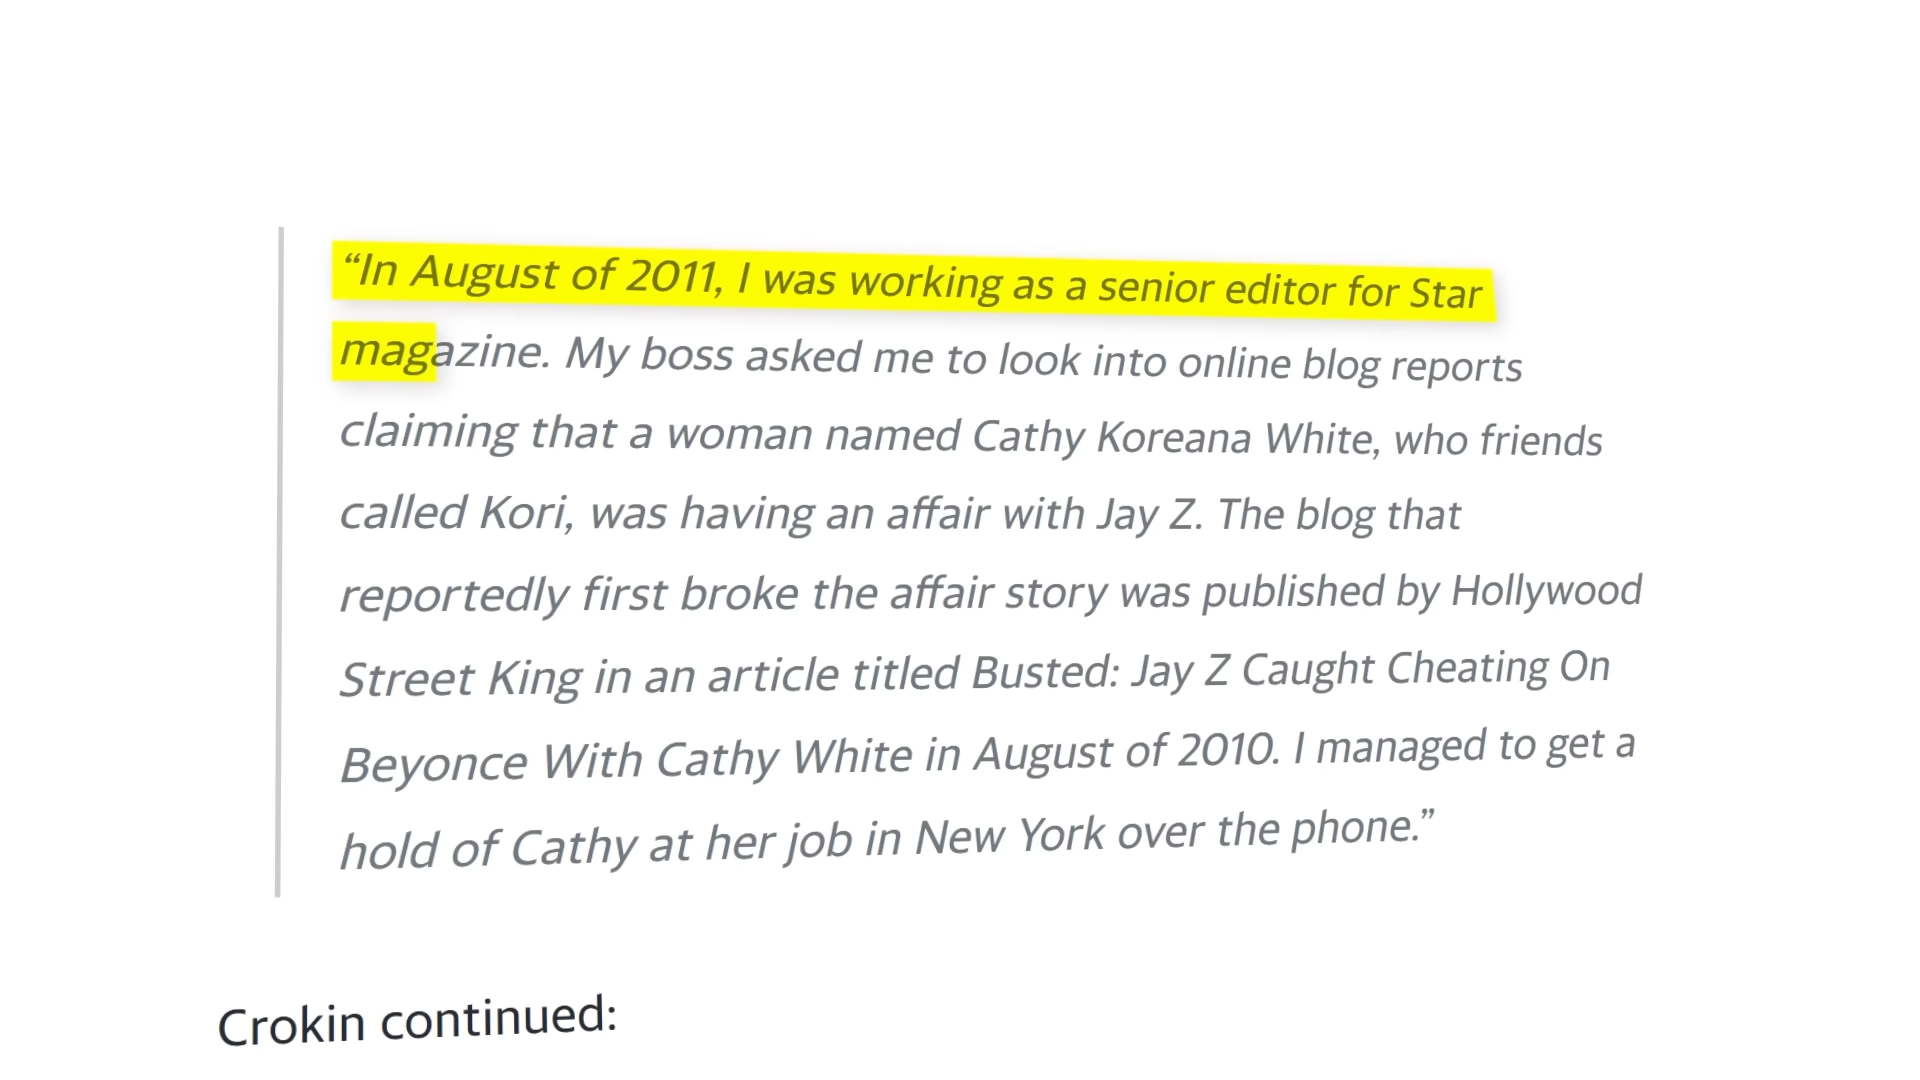 “In August of 2011, I was working as a senior editor for Star
magazine. My boss asked me to look into online blog reports
claiming that a woman named Cathy Koreana White, who friends
called Kori, was having an affair with Jay Z. The blog that
reportedly first broke the affair story was published by Hollywood
Street King in an article titled Busted: Jay Z Caught Cheating On
Beyonce With Cathy White in August of 2010. I managed to get a
hold of Cathy at her job in New York over the phone.”
Crokin continued: